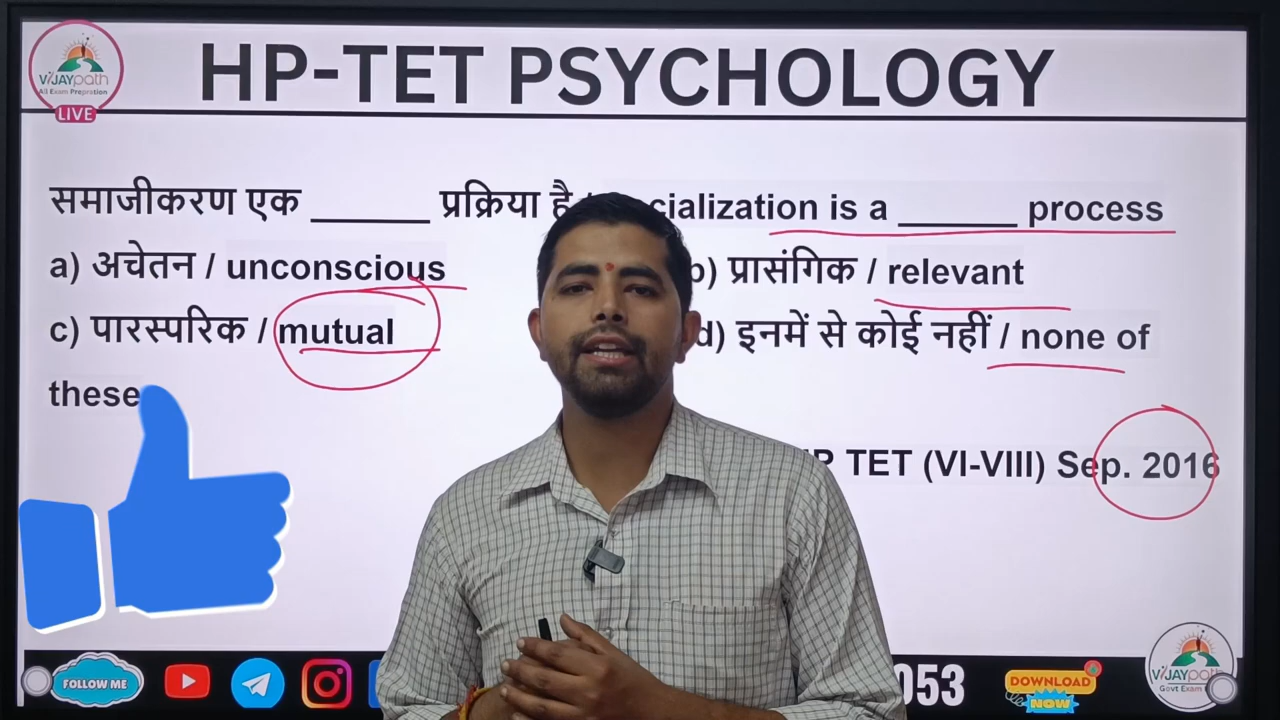 HP-TET PSYCHOLOGY
ViJAYpath
All Exam Prepration
LIVE
समाजीकरण एक ______ प्रक्रिया है cialization is a ______ process
a) अचेतन / unconscious b) प्रासंगिक / relevant
c) पारस्परिक / mutual d) इनमें से कोई नहीं / none of
these
P TET (VI-VIII) Sep. 2016
FOLLOW ME
053
DOWNLOAD
NOW
ViJAYpath
Govt Exam